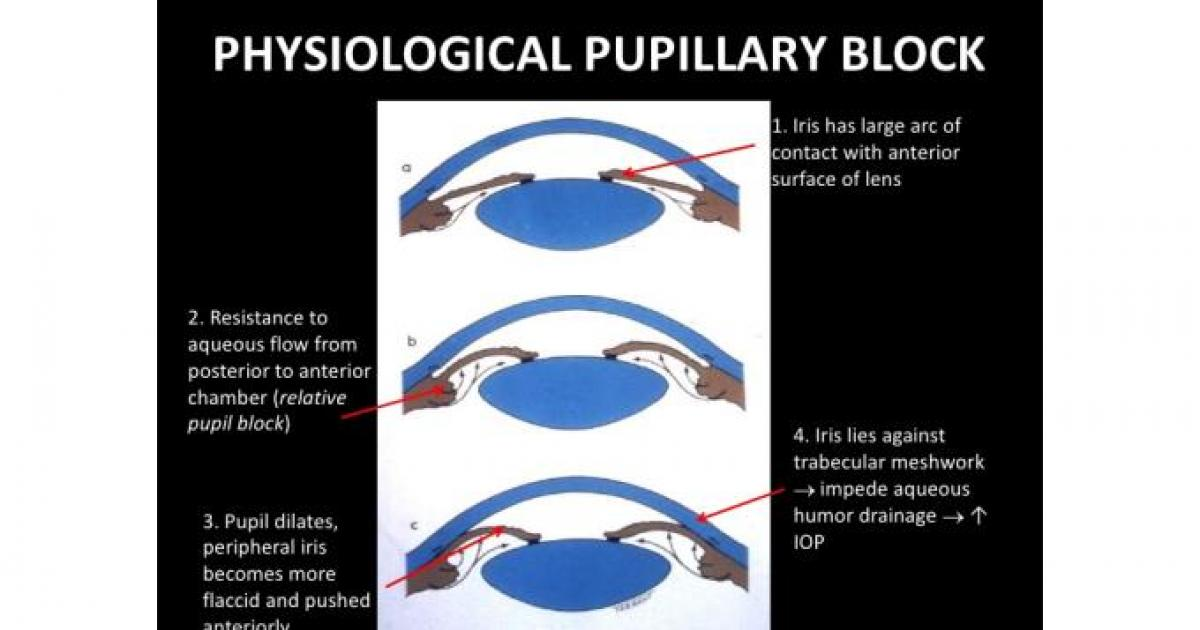 PHYSIOLOGICAL PUPILLARY BLOCK
1. Iris has large arc of
contact with anterior
surface of lens
a
2. Resistance to
aqueous flow from
posterior to anterior
chamber (relative
pupil block)
b
4. Iris lies against
trabecular meshwork
→ impede aqueous
humor drainage → ↑
IOP
3. Pupil dilates,
peripheral iris
becomes more
flaccid and pushed
anteriorly
c